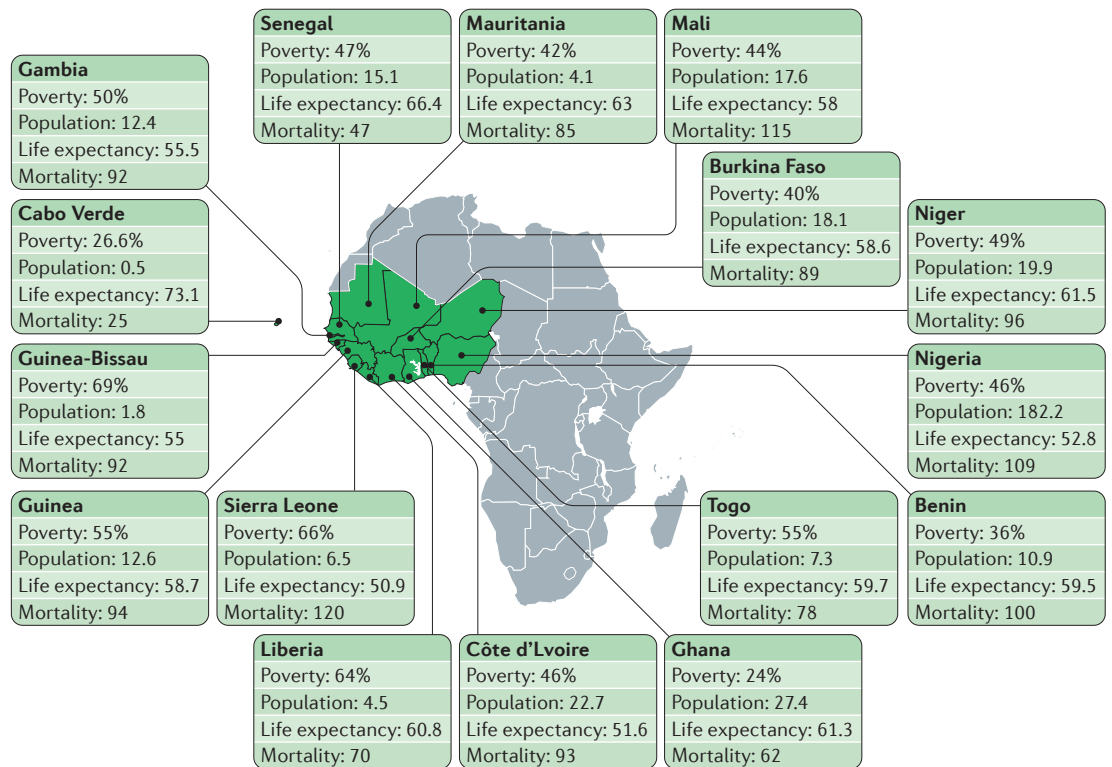 Senegal
Poverty: 47%
Population: 15.1
Life expectancy: 66.4
Mortality: 47
Mauritania
Poverty: 42%
Population: 4.1
Life expectancy: 63
Mortality: 85
Mali
Poverty: 44%
Population: 17.6
Life expectancy: 58
Mortality: 115
Gambia
Poverty: 50%
Population: 12.4
Life expectancy: 55.5
Mortality: 92
Burkina Faso
Poverty: 40%
Population: 18.1
Life expectancy: 58.6
Mortality: 89
Cabo Verde
Poverty: 26.6%
Population: 0.5
Life expectancy: 73.1
Mortality: 25
Niger
Poverty: 49%
Population: 19.9
Life expectancy: 61.5
Mortality: 96
Guinea-Bissau
Poverty: 69%
Population: 1.8
Life expectancy: 55
Mortality: 92
Nigeria
Poverty: 46%
Population: 182.2
Life expectancy: 52.8
Mortality: 109
Guinea
Poverty: 55%
Population: 12.6
Life expectancy: 58.7
Mortality: 94
Sierra Leone
Poverty: 66%
Population: 6.5
Life expectancy: 50.9
Mortality: 120
Togo
Poverty: 55%
Population: 7.3
Life expectancy: 59.7
Mortality: 78
Benin
Poverty: 36%
Population: 10.9
Life expectancy: 59.5
Mortality: 100
Liberia
Poverty: 64%
Population: 4.5
Life expectancy: 60.8
Mortality: 70
Côte d'Lvoire
Poverty: 46%
Population: 22.7
Life expectancy: 51.6
Mortality: 93
Ghana
Poverty: 24%
Population: 27.4
Life expectancy: 61.3
Mortality: 62